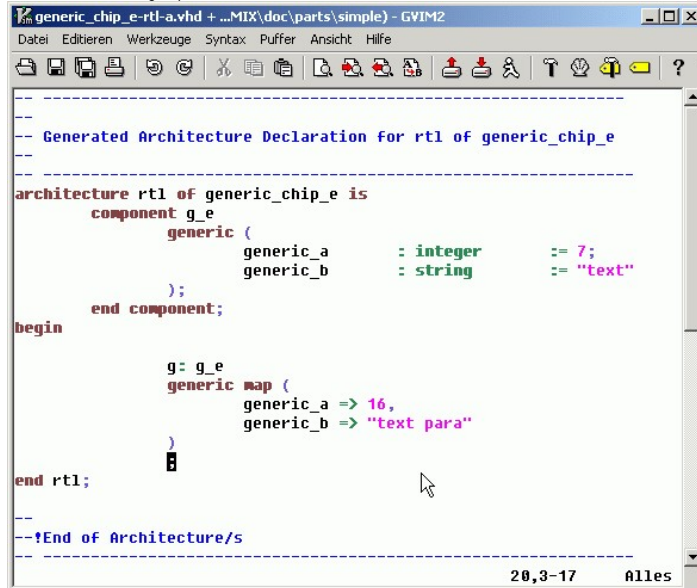 generic_chip_e-rtl-a.vhd + ...MIX\doc\parts\simple) - GVIM2
Datei Editieren Werkzeuge Syntax Puffer Ansicht Hilfe
?
-- ---------------------------------------------------------------
--
-- Generated Architecture Declaration for rtl of generic_chip_e
--
-- ----------------------------------------------------------------
architecture rtl of generic_chip_e is
component g_e
generic (
generic_a : integer := 7;
generic_b : string := "text"
);
end component;
begin
g: g_e
generic map (
generic_a => 16,
generic_b => "text para"
)
;
end rtl;
--
--!End of Architecture/s
-- ----------------------------------------------------------------
20,3-17 Alles